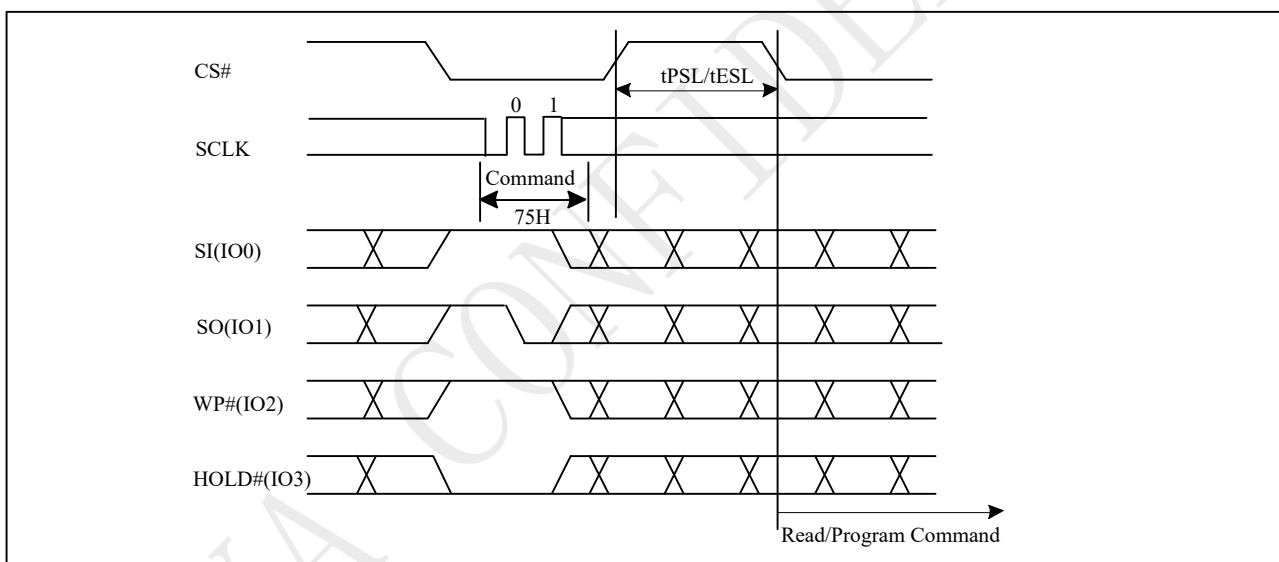 CS#
tPSL/tESL
0 1
SCLK
Command
75H
SI(IO0)
SO(IO1)
WP#(IO2)
HOLD#(IO3)
Read/Program Command